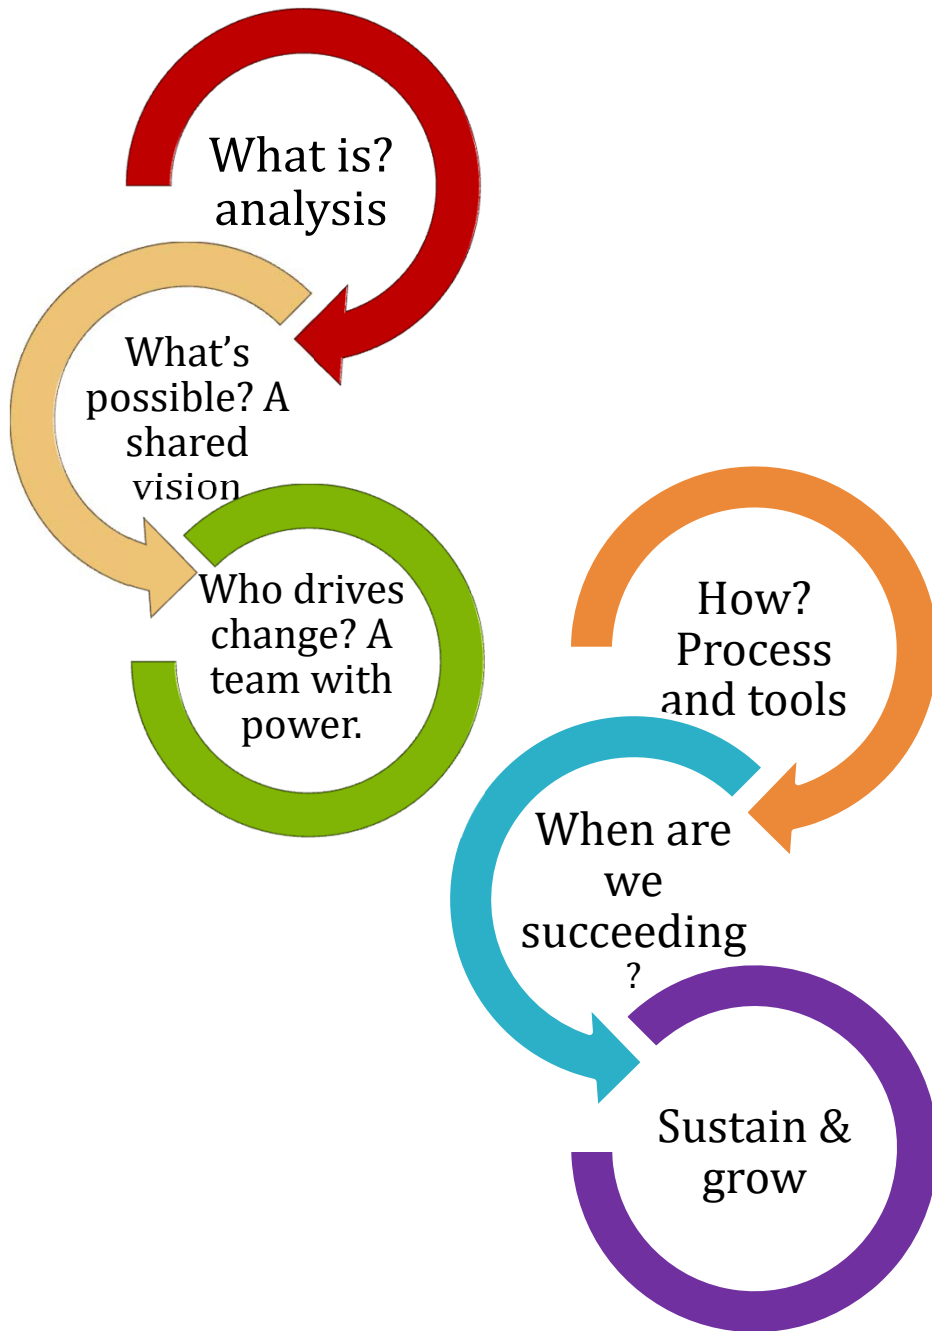 What is?
analysis
What’s
possible? A
shared
vision
Who drives
change? A
team with
power.
How?
Process
and tools
When are
we
succeeding
?
Sustain &
grow